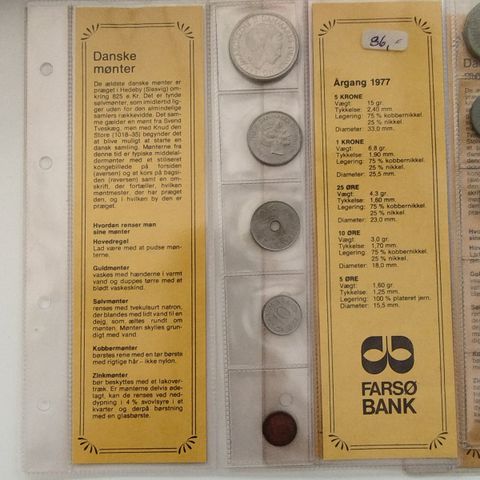 Danske
mønter
De ældste danske mønter er
præget i Hedeby (Slesvig) om-
kring 825 e. Kr. Det er tynde
sølvmønter, som imidlertid lig-
ger uden for den almindelige
samlers rækkevidde. Det sam-
me gælder en mønt fra Svend
Tveskæg, men med Knud den
Store (1018-35) begynder det
at blive muligt at starte en
dansk samling. Mønterne fra
denne tid er typiske middelal-
dermønter med et stiliseret
kongebillede på forsiden
(aversen) og et kors på bagsi-
den (reversen) samt en om-
skrift, der fortæller, hvilken
møntmester, der har præget
den, og i hvilken by den er
præget.
Hvordan renser man
sine mønter
Hovedregel
Lad være med at pudse møn-
terne.
Guldmønter
vaskes med hænderne i varmt
vand og duppes tørre med et
blødt vaskeskind.
Sølvmønter
renses med tvekulsurt natron,
der blandes med lidt vand til en
dejg, som æltes rundt om
mønten. Mønten skylles grun-
digt med vand.
Kobbermønter
børstes rene med en tør børste
med rigtige hår — ikke nylon.
Zinkmønter
bør beskyttes med et lakover-
træk. Er mønterne delvis øde-
lagt, kan de renses ved ned-
dypning i 4 % svovlsyre i et
kvarter og derpå børstning
med en glasbørste.
86,-
Årgang 1977
5 KRONE
Vægt: 15 gr
Tykkelse: 2,40 mm.
Legering: 75 % kobbernikkel.
25 % nikkel.
Diameter: 33,0 mm.
1 KRONE
Vægt: 6,8 gr.
Tykkelse: 1,90 mm.
Legering: 75 % kobbernikkel.
25 % nikkel.
Diameter: 25,5 mm.
25 ØRE
Vægt: 4,3 gr.
Tykkelse: 1,60 mm.
Legering: 75 % kobbernikkel.
25 % nikkel.
Diameter: 23,0 mm.
10 ØRE
Vægt: 3,0 gr.
Tykkelse: 1,70 mm.
Legering: 75 % kobbernikkel.
25 % nikkel.
Diameter: 18,0 mm.
5 ØRE
Vægt: 1,60 gr.
Tykkelse: 1,25 mm.
Legering: 100 % plateret jern.
Diameter: 15,5 mm.
FARSØ
BANK